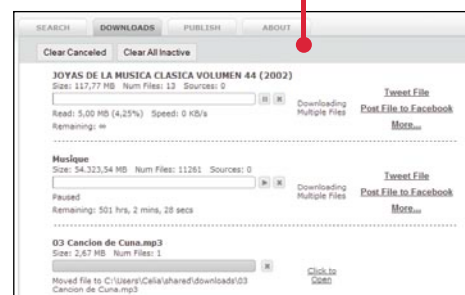 SEARCH DOWNLOADS PUBLISH ABOUT
Clear Canceled Clear All Inactive
JOYAS DE LA MUSICA CLASICA VOLUMEN 44 (2002)
Size: 117,77 MB Num Files: 13 Sources: 0
Downloading
Multiple Files
Read: 5,00 MB (4,25%) Speed: 0 KB/s
Remaining: ∞
Tweet File
Post File to Facebook
More...
Musique
Size: 54.323,54 MB Num Files: 11261 Sources: 0
Downloading
Multiple Files
Paused
Remaining: 501 hrs, 2 mins, 28 secs
Tweet File
Post File to Facebook
More...
03 Cancion de Cuna.mp3
Size: 2,67 MB Num Files: 1
Click to
Open
Moved file to C:\Users\Celia\shared\downloads\03
Cancion de Cuna.mp3